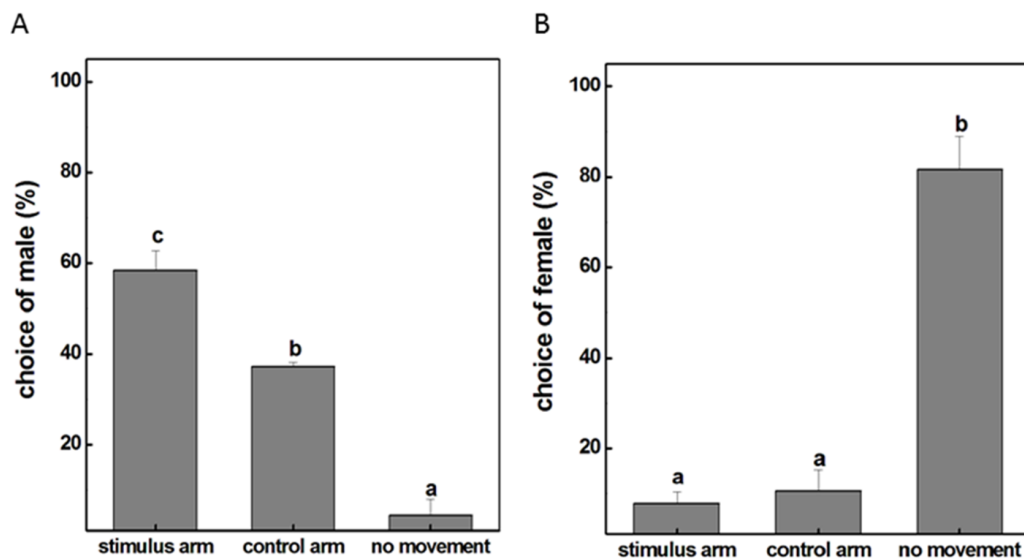 A
choice of male (%)
100
80
60
40
20
c
b
a
stimulus arm control arm no movement
B
choice of female (%)
100
80
60
40
20
a
a
b
stimulus arm control arm no movement